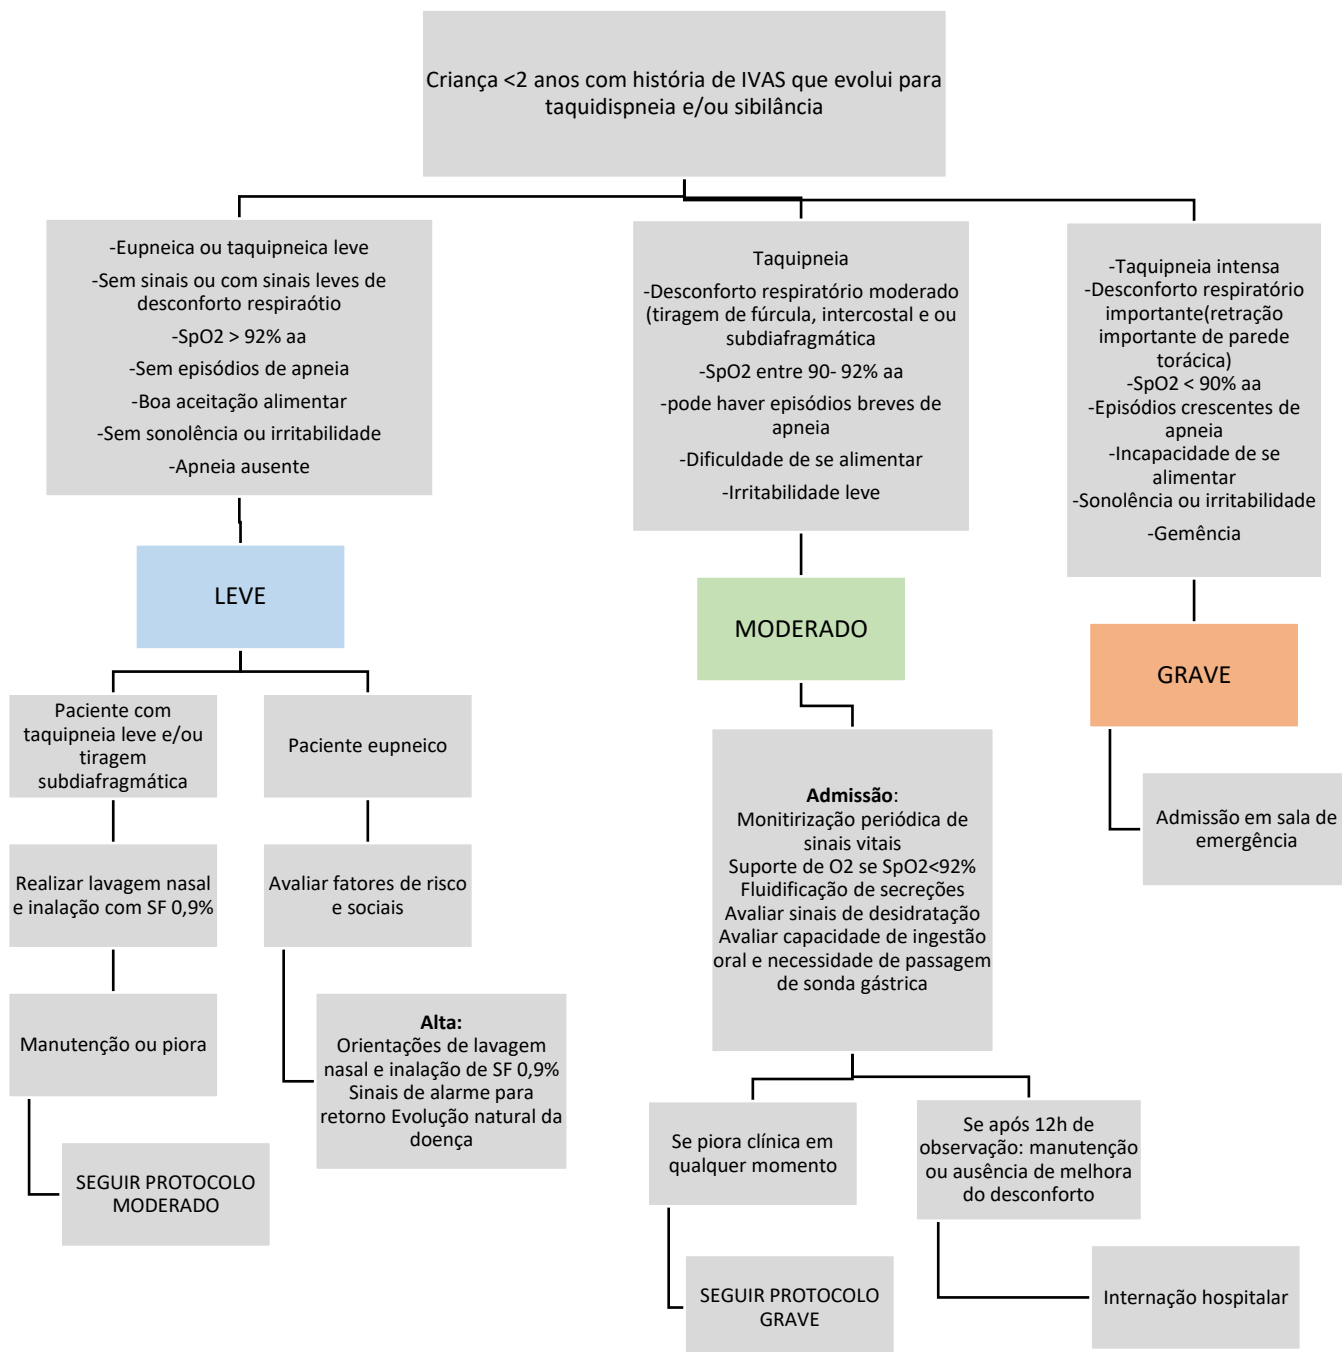 Criança <2 anos com história de IVAS que evolui para
taquidispneia e/ou sibilância
-Eupneica ou taquipneica leve
-Sem sinais ou com sinais leves de
desconforto respiraótio
-SpO2 > 92% aa
-Sem episódios de apneia
-Boa aceitação alimentar
-Sem sonolência ou irritabilidade
-Apneia ausente
Taquipneia
-Desconforto respiratório moderado
(tiragem de fúrcula, intercostal e ou
subdiafragmática
-SpO2 entre 90- 92% aa
-pode haver episódios breves de
apneia
-Dificuldade de se alimentar
-Irritabilidade leve
-Taquipneia intensa
-Desconforto respiratório
importante(retração
importante de parede
torácica)
-SpO2 < 90% aa
-Episódios crescentes de
apneia
-Incapacidade de se
alimentar
-Sonolência ou irritabilidade
-Gemência
LEVE
MODERADO
GRAVE
Paciente com
taquipneia leve e/ou
tiragem
subdiafragmática
Paciente eupneico
Realizar lavagem nasal
e inalação com SF 0,9%
Avaliar fatores de risco
e sociais
Manutenção ou piora
Alta:
Orientações de lavagem
nasal e inalação de SF 0,9%
Sinais de alarme para
retorno Evolução natural da
doença
SEGUIR PROTOCOLO
MODERADO
Admissão:
Monitirização periódica de
sinais vitais
Suporte de O2 se SpO2<92%
Fluidificação de secreções
Avaliar sinais de desidratação
Avaliar capacidade de ingestão
oral e necessidade de passagem
de sonda gástrica
Admissão em sala de
emergência
Se piora clínica em
qualquer momento
Se após 12h de
observação: manutenção
ou ausência de melhora
do desconforto
SEGUIR PROTOCOLO
GRAVE
Internação hospitalar